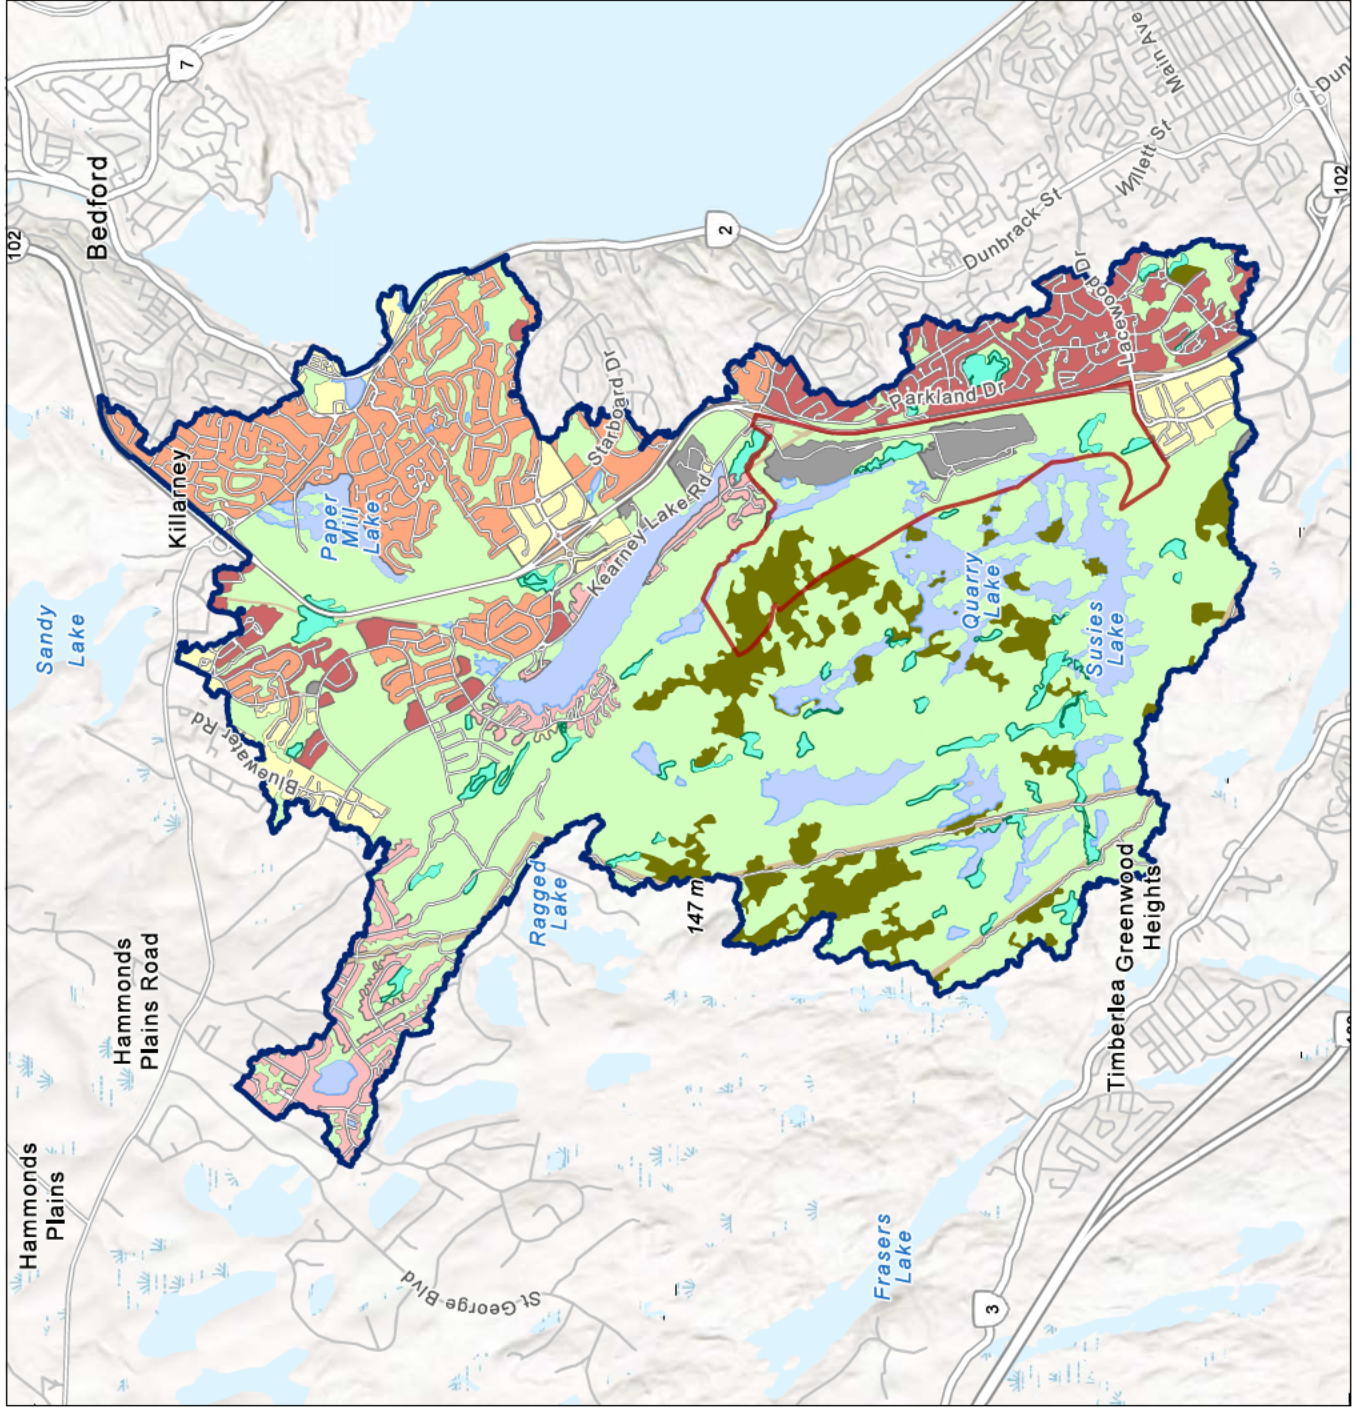 7
102
Bedford
Killarney
Sandy
Lake
Bluewater Rd
Paper
Mill
Lake
Starboard Dr
Kearney Lake Rd
2
Main Ave
Willett St
Dunbrack St
102
Lacewood Dr
Parkland Dr
Quarry
Lake
Susies
Lake
Ragged
Lake
147 m
Hammonds
Plains Road
Hammonds
Plains
Timberlea Greenwood
Heights
St George Blvd
Frasers
Lake
3